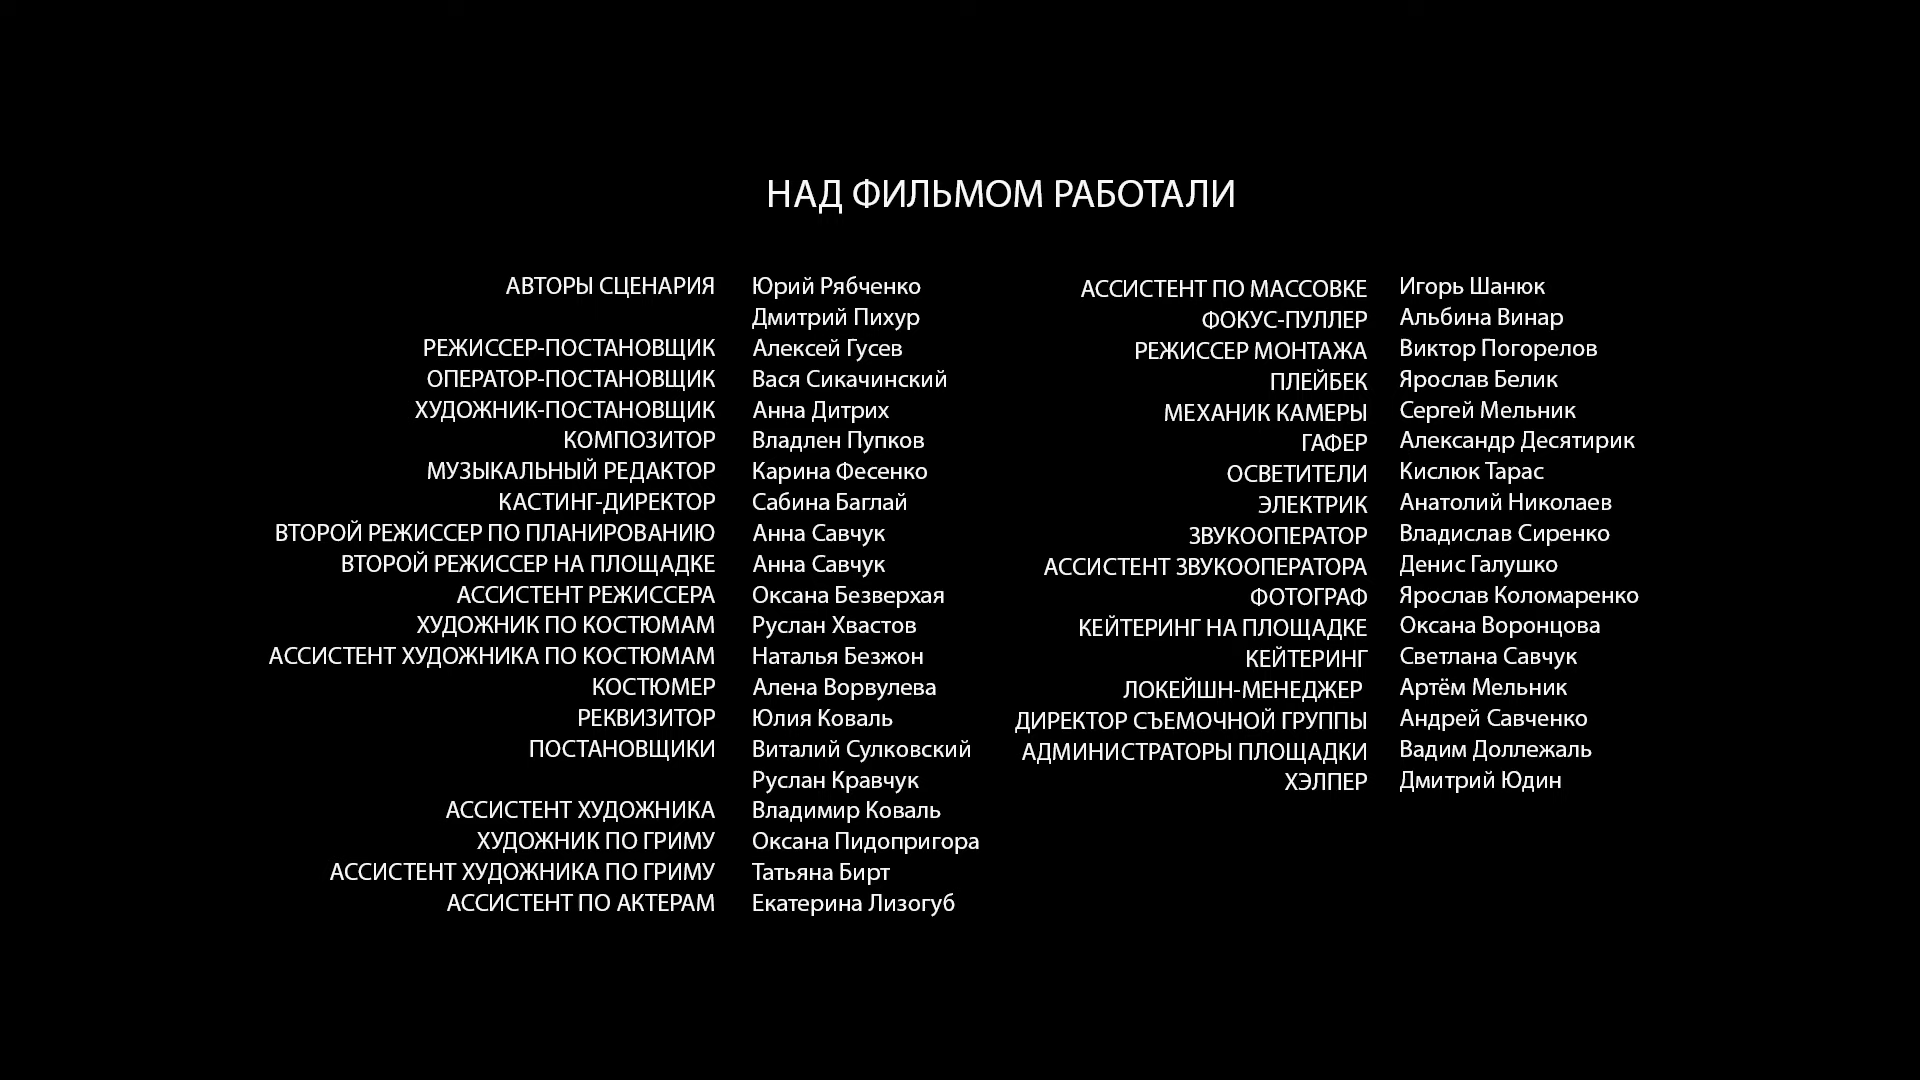 НАД ФИЛЬМОМ РАБОТАЛИ
АВТОРЫ СЦЕНАРИЯ Юрий Рябченко
Дмитрий Пихур
РЕЖИССЕР-ПОСТАНОВЩИК Алексей Гусев
ОПЕРАТОР-ПОСТАНОВЩИК Вася Сикачинский
ХУДОЖНИК-ПОСТАНОВЩИК Анна Дитрих
КОМПОЗИТОР Владлен Пупков
МУЗЫКАЛЬНЫЙ РЕДАКТОР Карина Фесенко
КАСТИНГ-ДИРЕКТОР Сабина Баглай
ВТОРОЙ РЕЖИССЕР ПО ПЛАНИРОВАНИЮ Анна Савчук
ВТОРОЙ РЕЖИССЕР НА ПЛОЩАДКЕ Анна Савчук
АССИСТЕНТ РЕЖИССЕРА Оксана Безверхая
ХУДОЖНИК ПО КОСТЮМАМ Руслан Хвастов
АССИСТЕНТ ХУДОЖНИКА ПО КОСТЮМАМ Наталья Безжон
КОСТЮМЕР Алена Ворвулева
РЕКВИЗИТОР Юлия Коваль
ПОСТАНОВЩИКИ Виталий Сулковский
Руслан Кравчук
АССИСТЕНТ ХУДОЖНИКА Владимир Коваль
ХУДОЖНИК ПО ГРИМУ Оксана Пидопригора
АССИСТЕНТ ХУДОЖНИКА ПО ГРИМУ Татьяна Бирт
АССИСТЕНТ ПО АКТЕРАМ Екатерина Лизогуб
АССИСТЕНТ ПО МАССОВКЕ Игорь Шанюк
ФОКУС-ПУЛЛЕР Альбина Винар
РЕЖИССЕР МОНТАЖА Виктор Погорелов
ПЛЕЙБЕК Ярослав Белик
МЕХАНИК КАМЕРЫ Сергей Мельник
ГАФЕР Александр Десятирик
ОСВЕТИТЕЛИ Кислюк Тарас
ЭЛЕКТРИК Анатолий Николаев
ЗВУКООПЕРАТОР Владислав Сиренко
АССИСТЕНТ ЗВУКООПЕРАТОРА Денис Галушко
ФОТОГРАФ Ярослав Коломаренко
КЕЙТЕРИНГ НА ПЛОЩАДКЕ Оксана Воронцова
КЕЙТЕРИНГ Светлана Савчук
ЛОКЕЙШН-МЕНЕДЖЕР Артём Мельник
ДИРЕКТОР СЪЕМОЧНОЙ ГРУППЫ Андрей Савченко
АДМИНИСТРАТОРЫ ПЛОЩАДКИ Вадим Доллежаль
ХЭЛПЕР Дмитрий Юдин